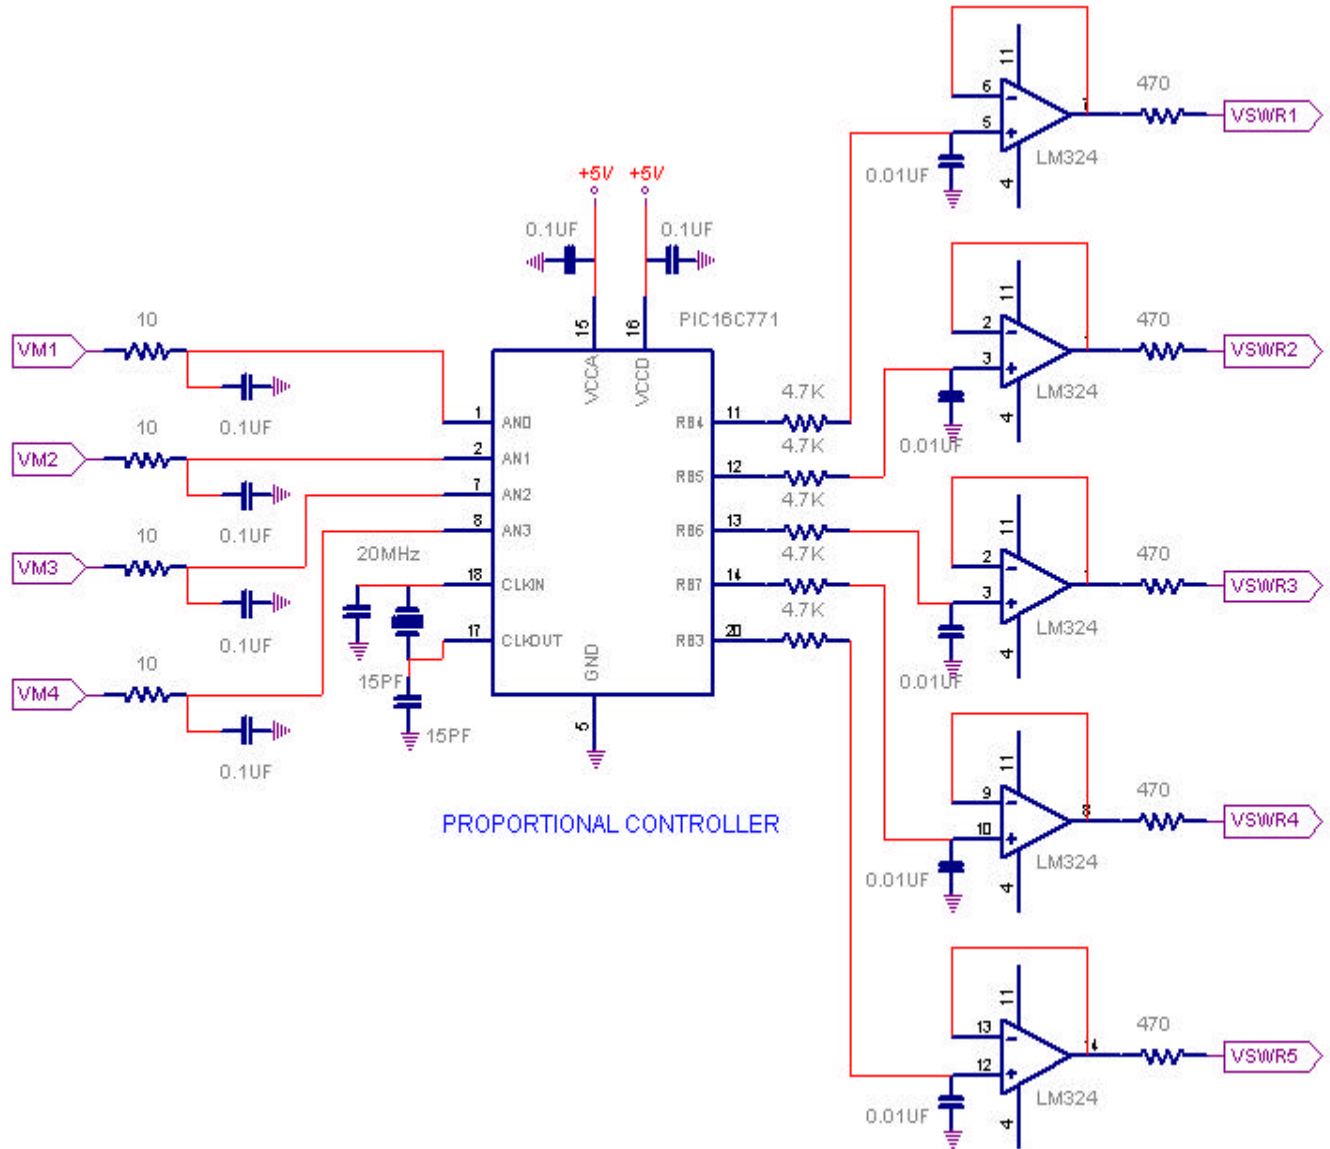 11
470
6
7
VSWR1
5
LM324
0.01UF
4
+5V +5V
0.1UF 0.1UF
11
470
10
15 16
PIC16C771
2
VSWR2
VM1
3
VCCA VCCD
LM324
4.7K
0.01UF
4
0.1UF
1 AN0
RB4 11
10
4.7K
VM2
2 AN1
RB5 12
11
0.1UF
7 AN2
4.7K
470
10
8 AN3
RB6 13
2
VSWR3
20MHz
4.7K
3
VM3
18 CLKIN
RB7 14
LM324
0.1UF
4.7K
4
17 CLKOUT
RB3 20
10
GND
0.01UF
VM4
15PF
5
15PF
0.1UF
11
470
9
8
VSWR4
PROPORTIONAL CONTROLLER
10
LM324
0.01UF
4
11
470
13
14
VSWR5
12
LM324
0.01UF
4